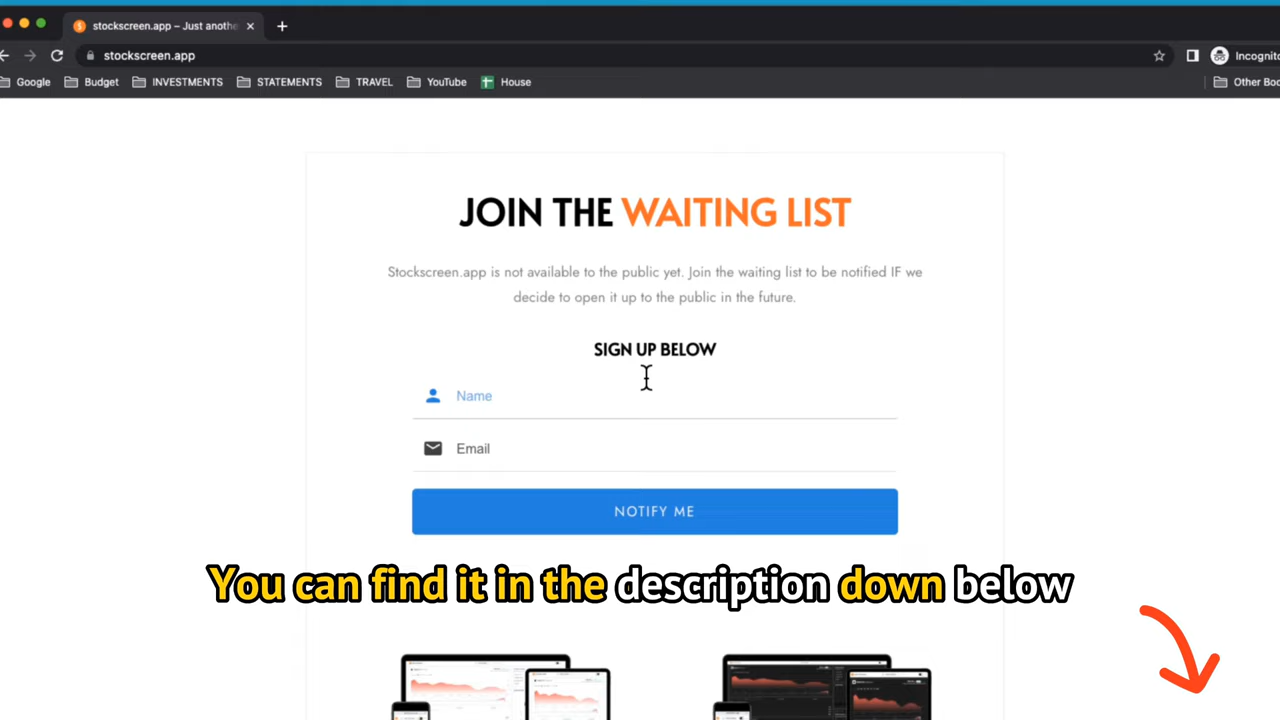 stockscreen.app – Just anothe
stockscreen.app
Incognito
Google
Budget
INVESTMENTS
STATEMENTS
TRAVEL
YouTube
House
Other Boo
JOIN THE WAITING LIST
Stockscreen.app is not available to the public yet. Join the waiting list to be notified IF we
decide to open it up to the public in the future.
SIGN UP BELOW
Name
Email
NOTIFY ME
You can find it in the description down below